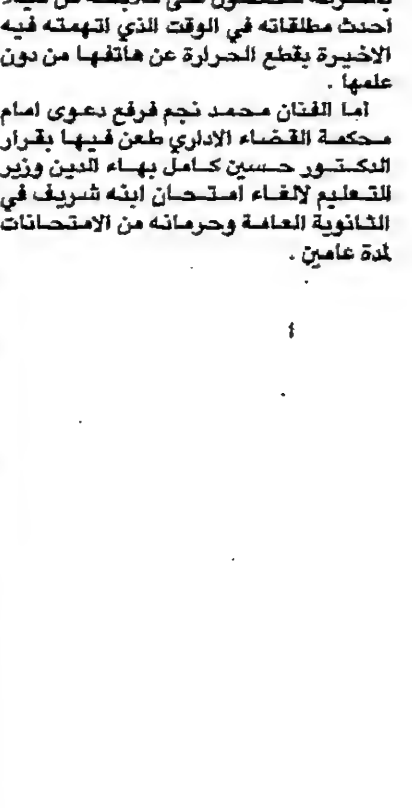 احدث مطلقاته في الوقت الذي اتهمته فيه
الاخيرة بقطع الحرارة عن هاتفها من دون
علمها .
اما الفنان محمد نجم فرفع دعوى امام
محكمة القضاء الاداري طعن فيها بقرار
الدكتور حسين كامل بهاء الدين وزير
التعليم لالغاء امتحان ابنه شريف في
الثانوية العامة وحرمانه من الامتحانات
لمدة عامين .